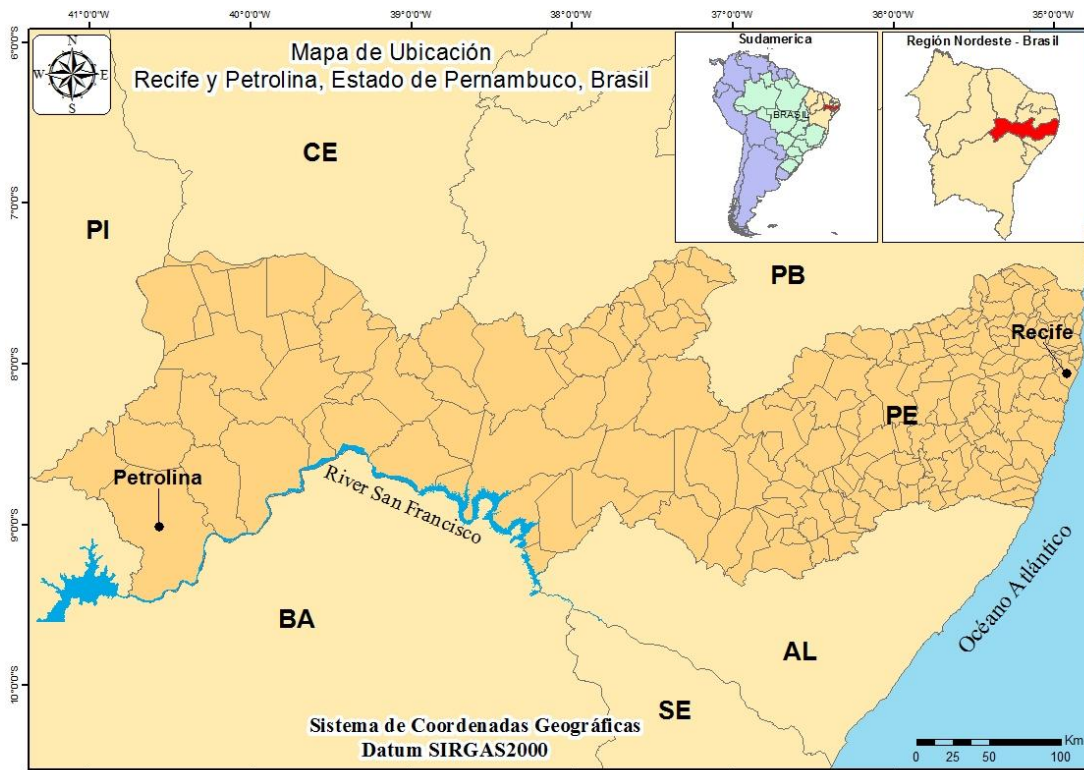 41°0'0"W 40°0'0"W 39°0'0"W 38°0'0"W 37°0'0"W 36°0'0"W 35°0'0"W
6°0'0"S
7°0'0"S
8°0'0"S
9°0'0"S
10°0'0"S
N
W E
S
Mapa de Ubicación
Recife y Petrolina, Estado de Pernambuco, Brasil
Sudamerica
BRASIL
Región Nordeste - Brasil
CE
PI
PB
Recife
PE
Petrolina
River San Francisco
Océano Atlántico
BA
AL
SE
Sistema de Coordenadas Geográficas
Datum SIRGAS2000
Km
0 25 50 100